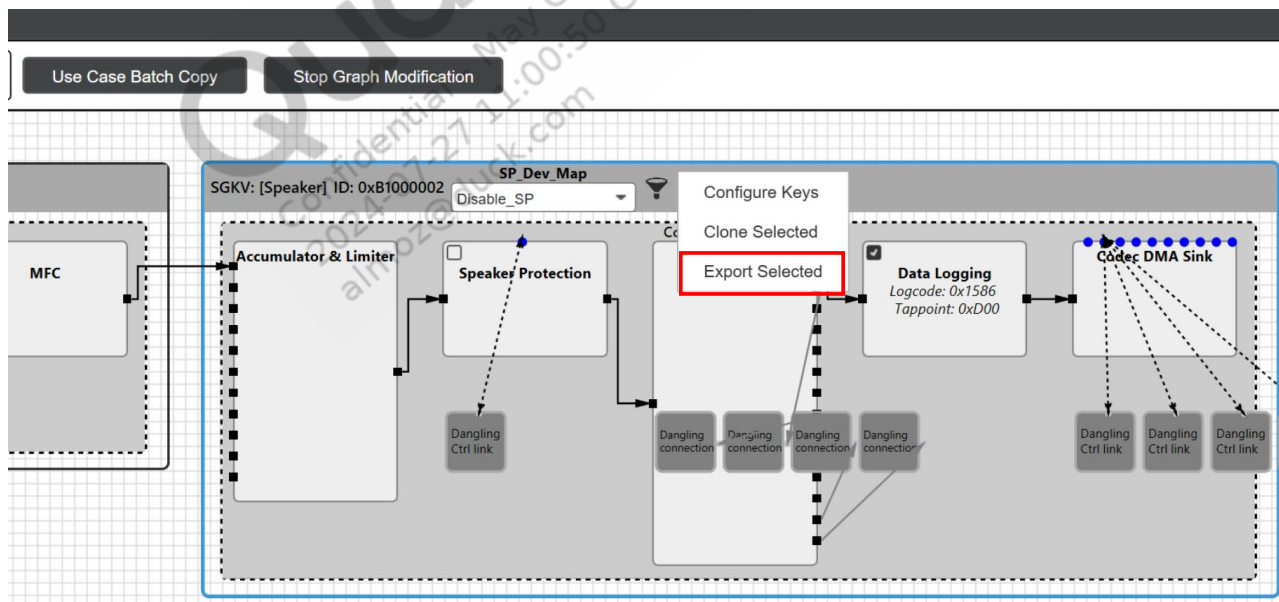 Use Case Batch Copy
Stop Graph Modification
SGKV: [Speaker] ID: 0xB1000002
SP_Dev_Map
Disable_SP
Configure Keys
Clone Selected
Export Selected
MFC
Accumulator & Limiter
Speaker Protection
Co
Data Logging
Logcode: 0x1586
Tappoint: 0xD00
Codec DMA Sink
Dangling
Ctrl link
Dangling
connection
Dangling
connection
Dangling
connection
Dangling
connection
Dangling
Ctrl link
Dangling
Ctrl link
Dangling
Ctrl link
Confidential - May
2024-07-27 11:00:50